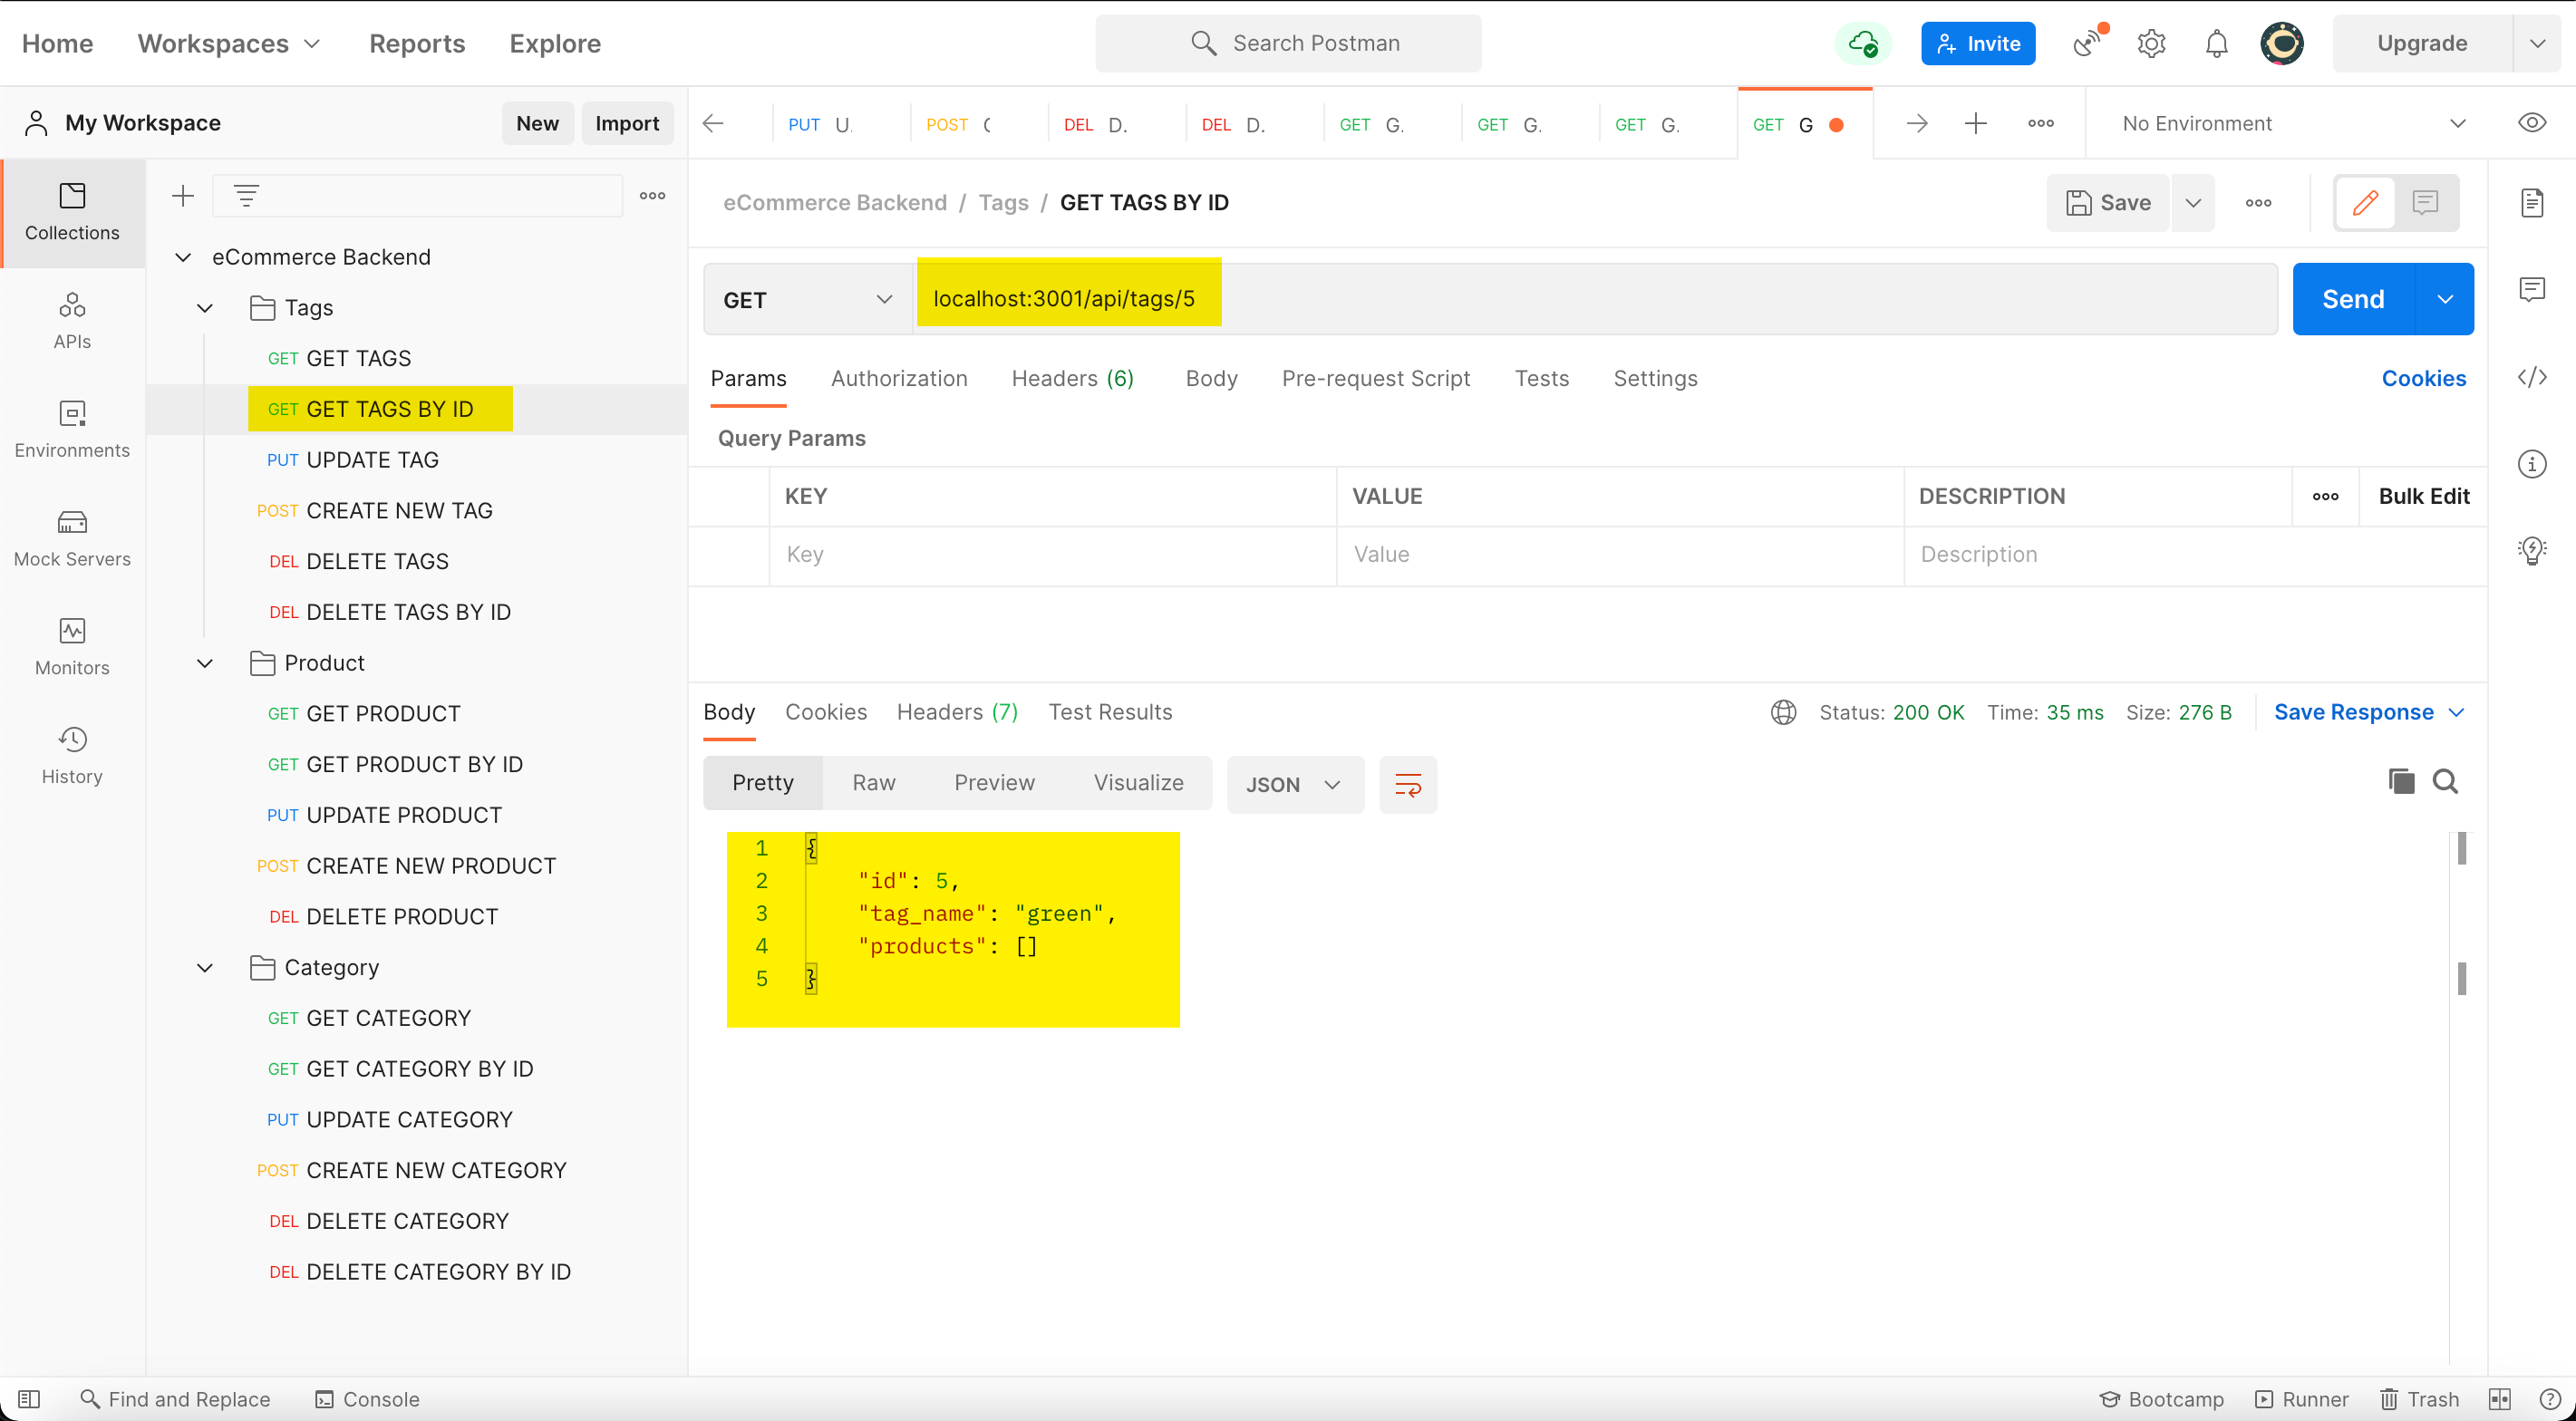 Home Workspaces Reports Explore Search Postman Invite Upgrade
My Workspace New Import PUT U. POST DEL D. DEL D. GET G. GET G. GET G. GET G No Environment
Collections
APIs
Environments
Mock Servers
Monitors
History
eCommerce Backend
Tags
GET GET TAGS
GET GET TAGS BY ID
PUT UPDATE TAG
POST CREATE NEW TAG
DEL DELETE TAGS
DEL DELETE TAGS BY ID
Product
GET GET PRODUCT
GET GET PRODUCT BY ID
PUT UPDATE PRODUCT
POST CREATE NEW PRODUCT
DEL DELETE PRODUCT
Category
GET GET CATEGORY
GET GET CATEGORY BY ID
PUT UPDATE CATEGORY
POST CREATE NEW CATEGORY
DEL DELETE CATEGORY
DEL DELETE CATEGORY BY ID
eCommerce Backend / Tags / GET TAGS BY ID Save
GET localhost:3001/api/tags/5 Send
Params Authorization Headers (6) Body Pre-request Script Tests Settings Cookies
Query Params
KEY VALUE DESCRIPTION Bulk Edit
Key Value Description
Body Cookies Headers (7) Test Results Status: 200 OK Time: 35 ms Size: 276 B Save Response
Pretty Raw Preview Visualize JSON
1 {
2 "id": 5,
3 "tag_name": "green",
4 "products": []
5 }
Find and Replace Console Bootcamp Runner Trash